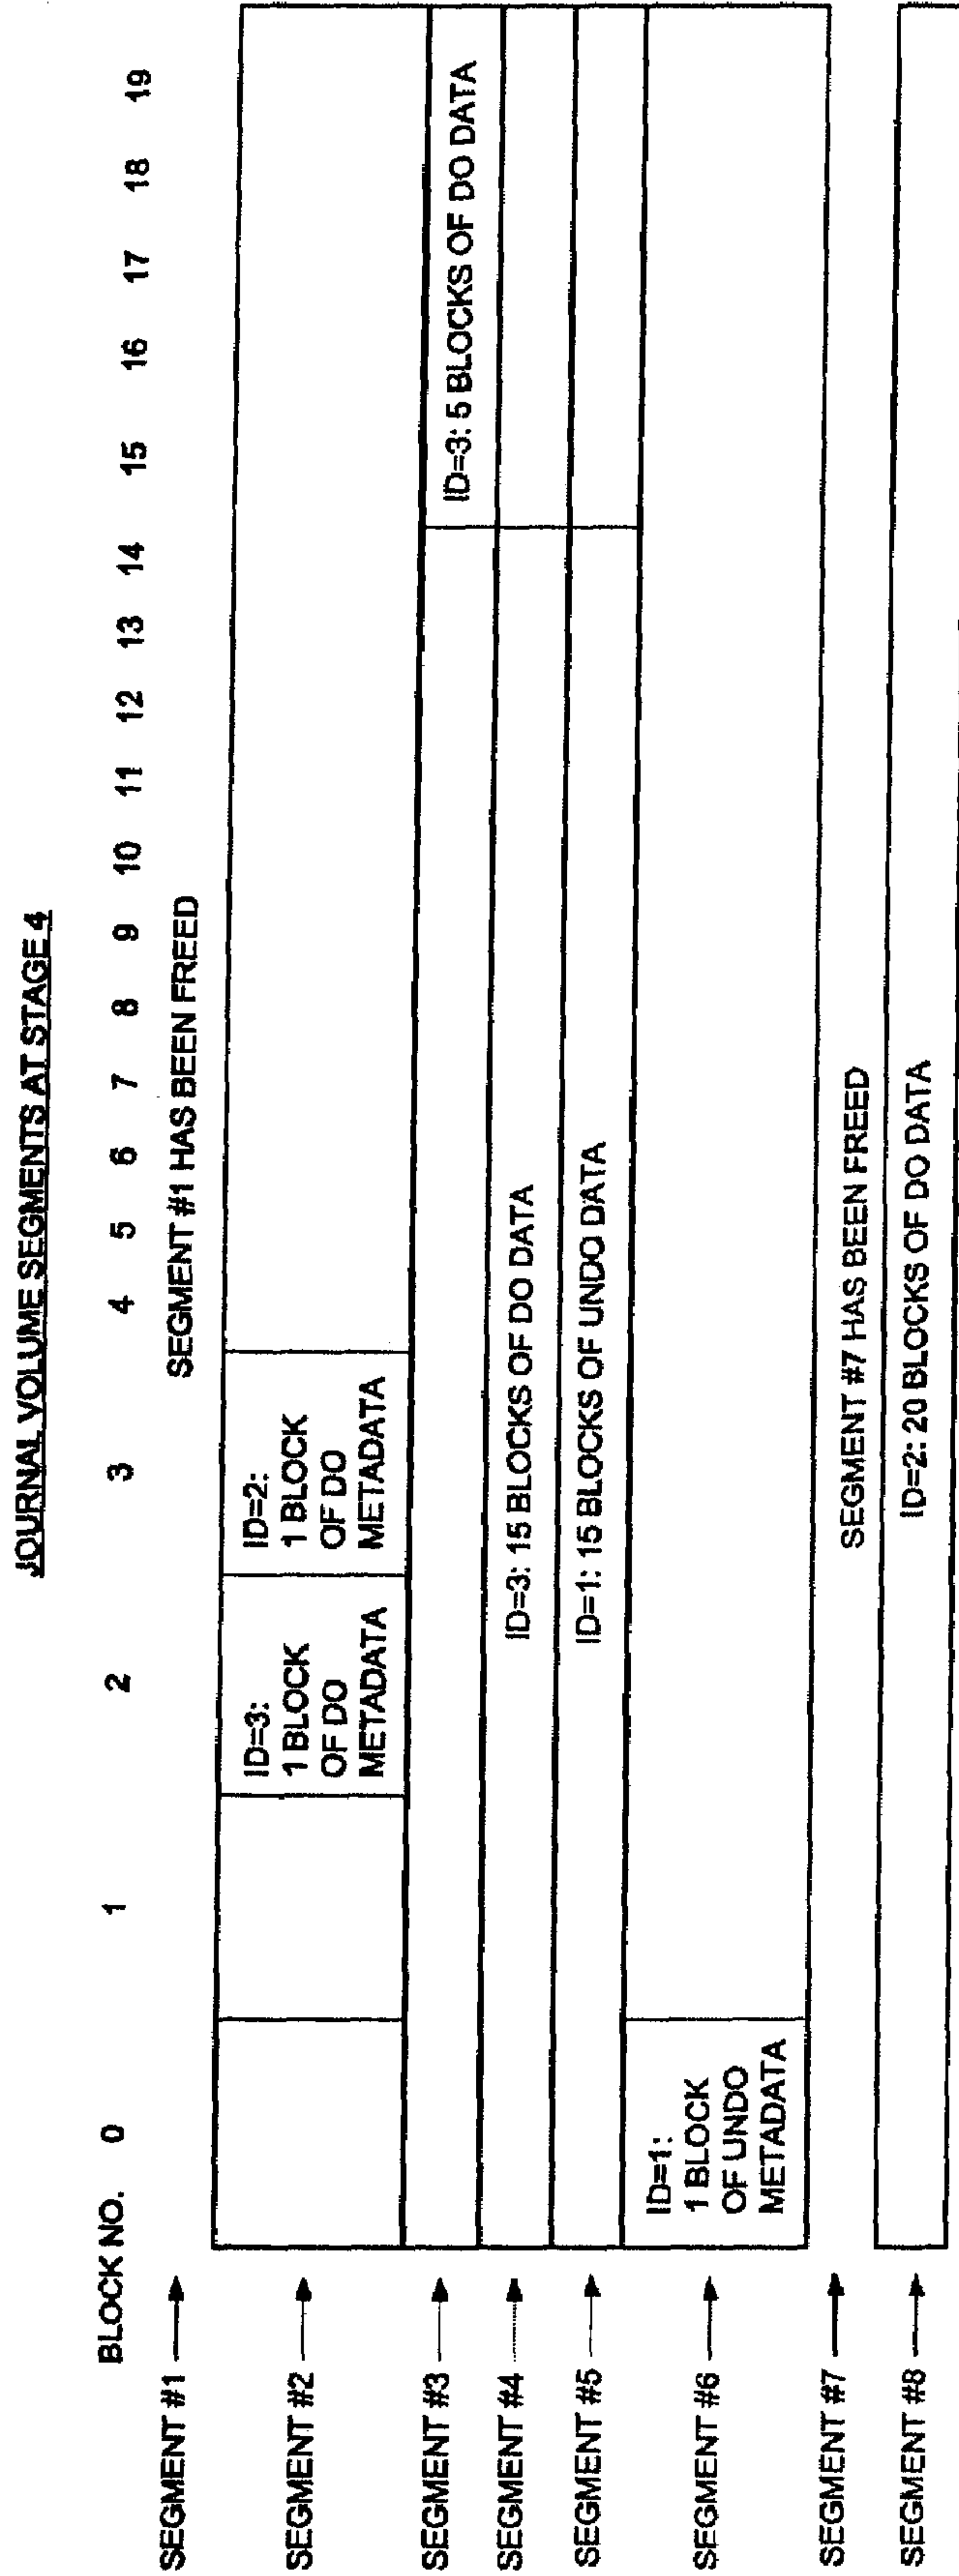 JOURNAL VOLUME SEGMENTS AT STAGE 4
BLOCK NO. 0 1 2 3 4 5 6 7 8 9 10 11 12 13 14 15 16 17 18 19
SEGMENT #1
SEGMENT #1 HAS BEEN FREED
SEGMENT #2
ID=3:
1 BLOCK
OF DO
METADATA
ID=2:
1 BLOCK
OF DO
METADATA
SEGMENT #3
ID=3: 5 BLOCKS OF DO DATA
SEGMENT #4
ID=3: 15 BLOCKS OF DO DATA
SEGMENT #5
ID=1: 15 BLOCKS OF UNDO DATA
SEGMENT #6
ID=1:
1 BLOCK
OF UNDO
METADATA
SEGMENT #7
SEGMENT #7 HAS BEEN FREED
SEGMENT #8
ID=2: 20 BLOCKS OF DO DATA